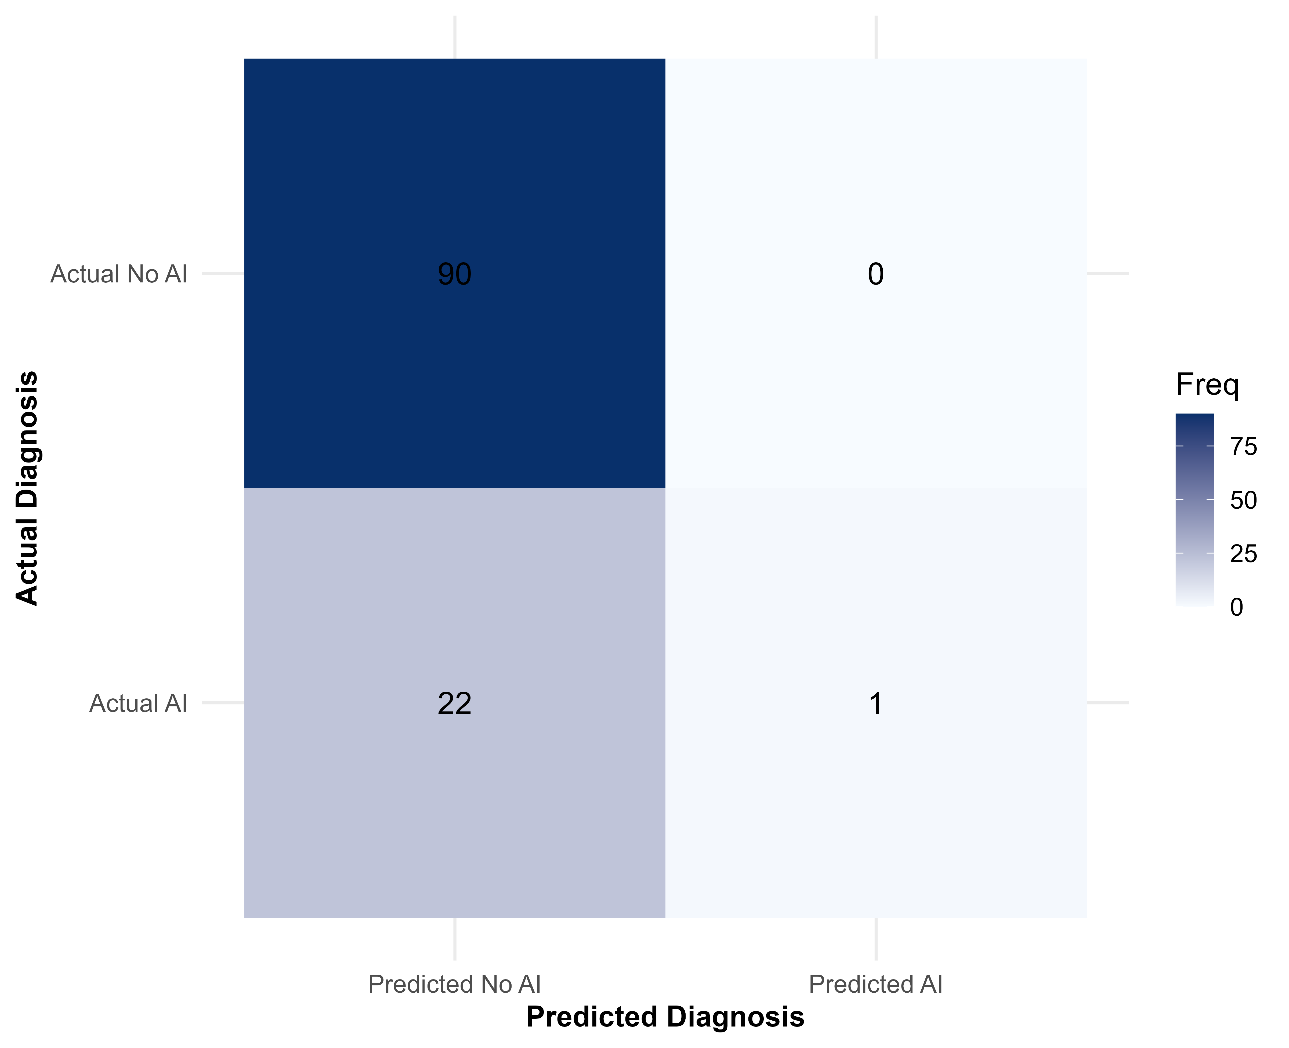 Actual Diagnosis
Actual No AI
90
0
Actual AI
22
1
Predicted No AI
Predicted AI
Predicted Diagnosis
Freq
75
50
25
0